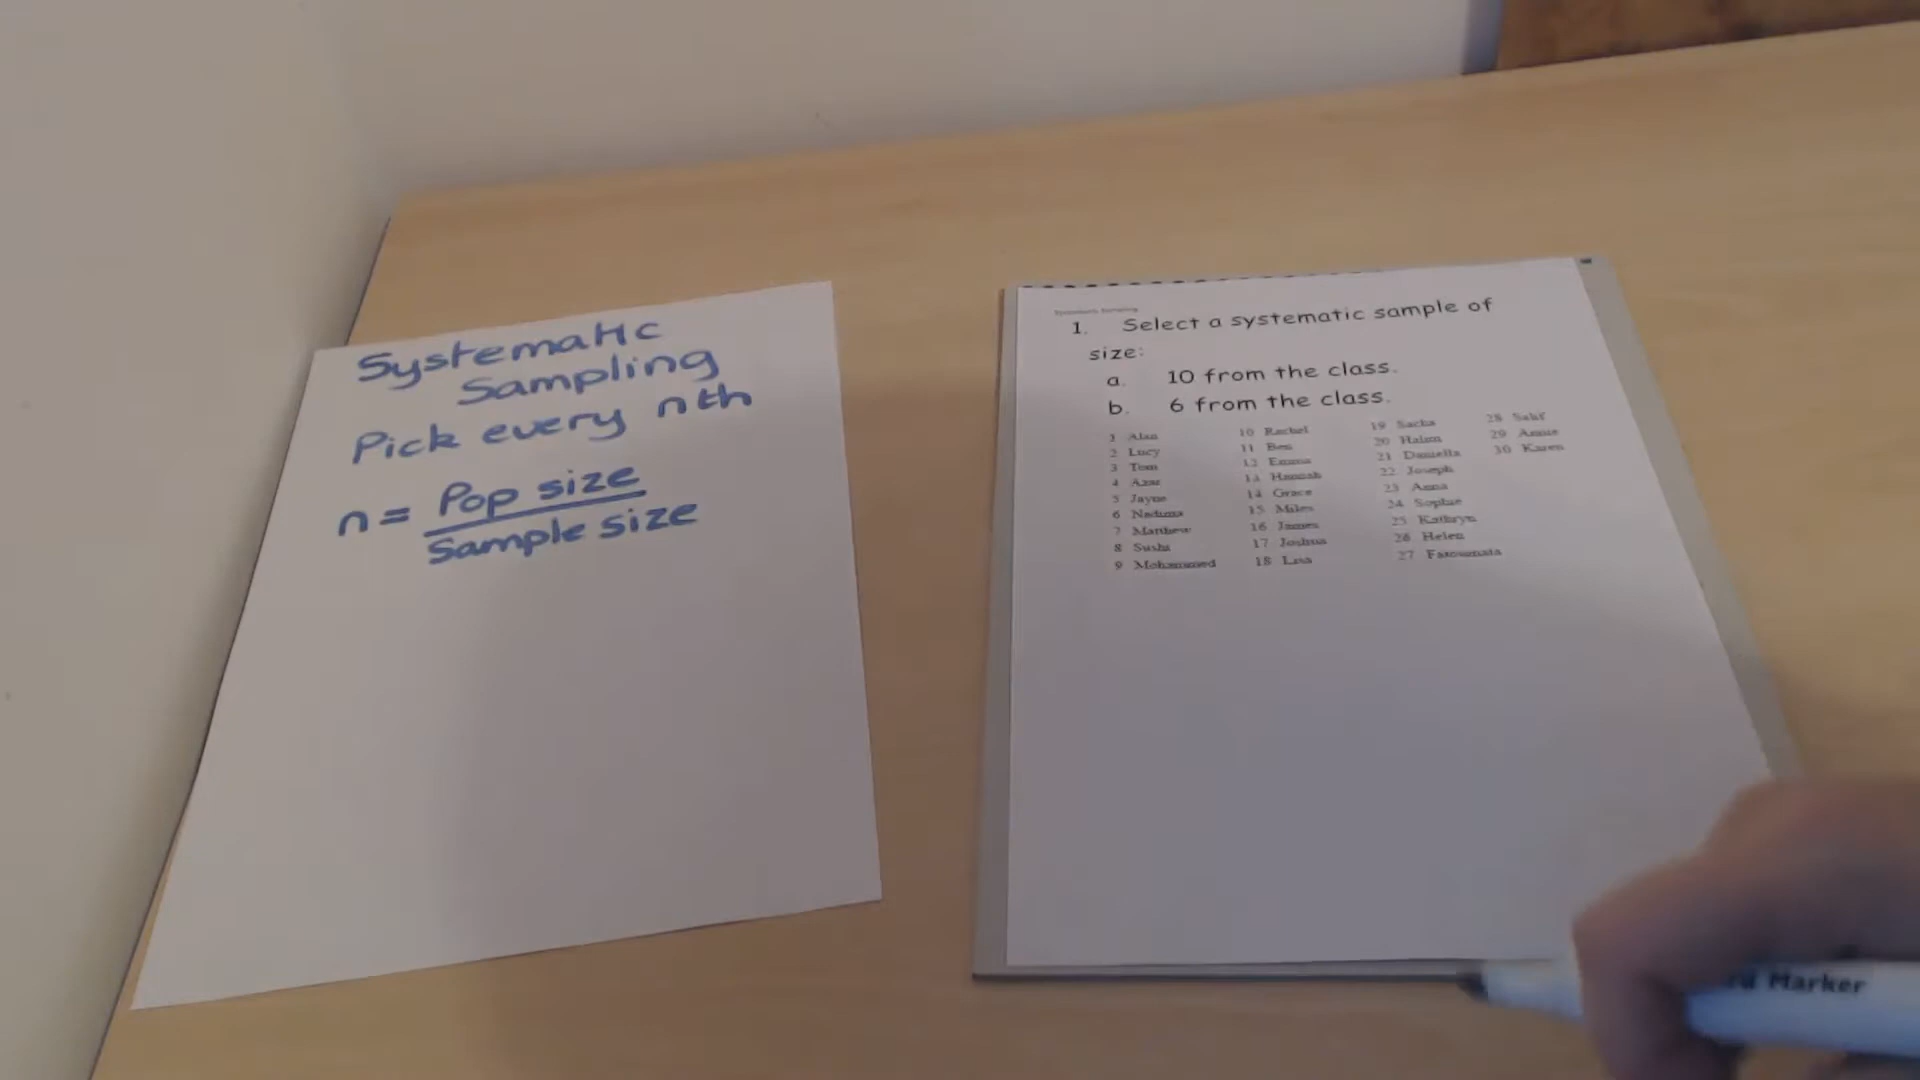 Systematic
Sampling
Pick every nth
n = Pop size
Sample size
1. Select a systematic sample of
size:
a. 10 from the class.
b. 6 from the class.
1 Alan
2 Lucy
3 Tom
4 Azar
5 Jayne
6 Nadima
7 Matthew
8 Sushi
9 Mohammed
10 Rachel
11 Ben
12 Emma
13 Hannah
14 Grace
15 Miles
16 James
17 Joshua
18 Lisa
19 Sacha
20 Halim
21 Daniella
22 Joseph
23 Anna
24 Sophie
25 Kathryn
26 Helen
27 Fatoumata
28 Salif
29 Annie
30 Karen
Marker